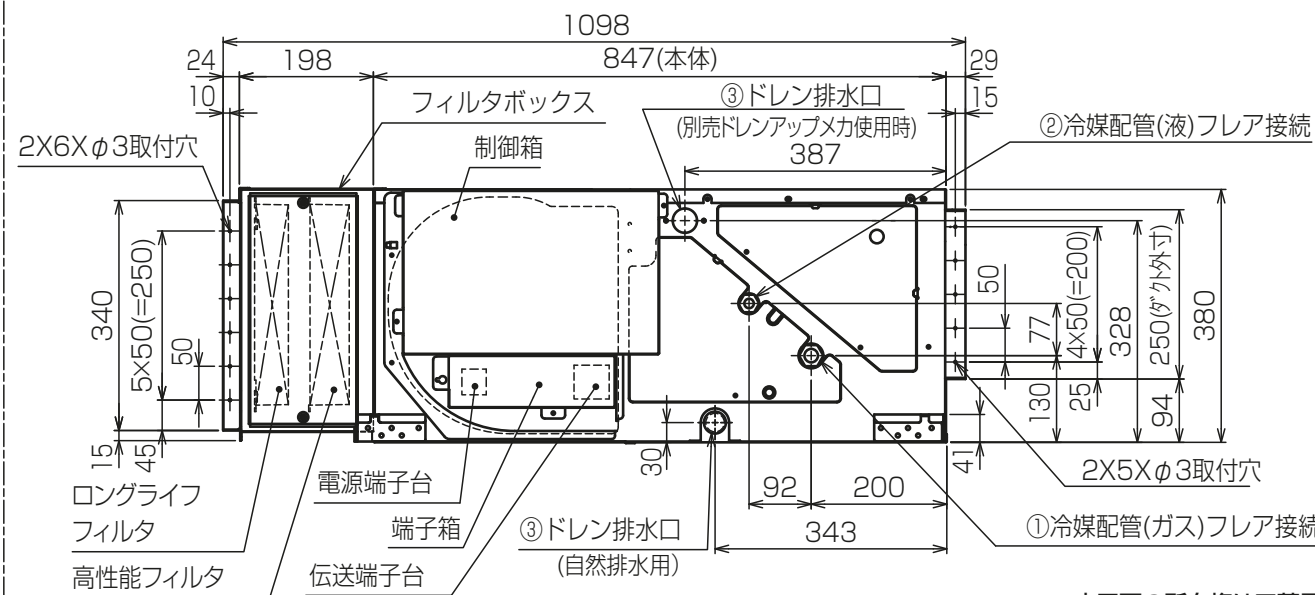 1098
24
198
847(本体)
29
10
フィルタボックス
③ドレン排水口
15
(別売ドレンアップメカ使用時)
②冷媒配管(液)フレア接続
2X6Xφ3取付穴
制御箱
387
340
5×50(=250)
50
15
45
50
77
130
4x50(=200)
25
328
250(ダクト外寸)
94
380
41
30
ロングライフ
フィルタ
高性能フィルタ
電源端子台
端子箱
伝送端子台
③ドレン排水口
(自然排水用)
92
200
343
2X5Xφ3取付穴
①冷媒配管(ガス)フレア接続